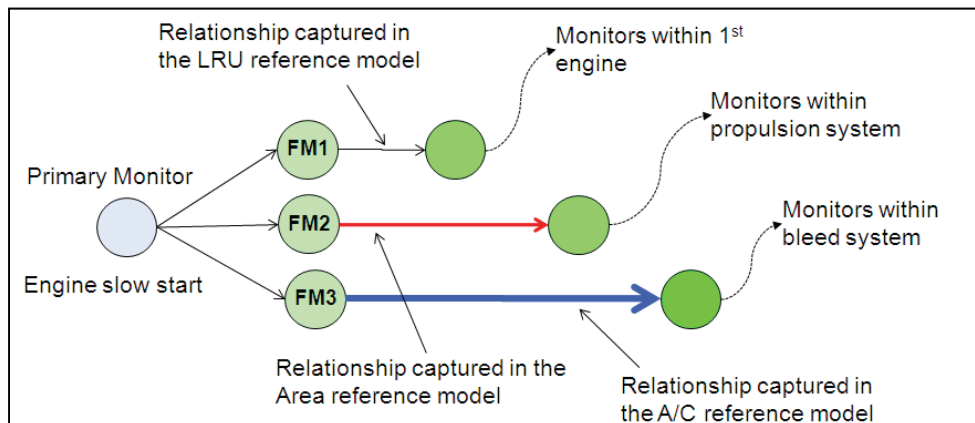 Relationship captured in
the LRU reference model
Monitors within 1st
engine
Monitors within
propulsion system
FM1
Primary Monitor
FM2
Monitors within
bleed system
Engine slow start
FM3
Relationship captured in the
Area reference model
Relationship captured in
the A/C reference model